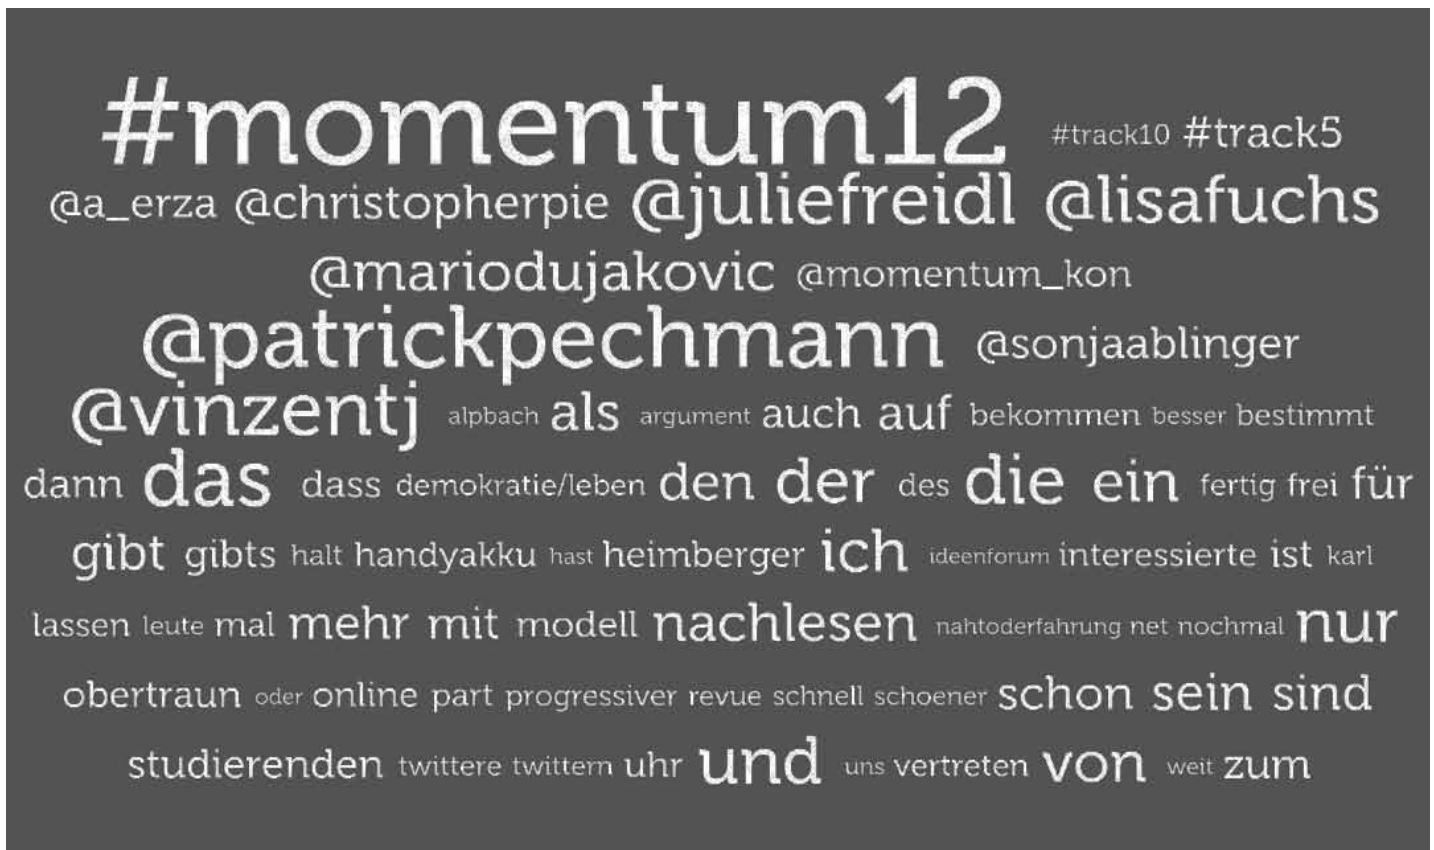 #momentum12 #track10 #track5
@a_erza @christopherpie @juliefreidl @lisafuchs
@mariodujakovic @momentum_kon
@patrickpechmann @sonjaablinger
@vinzentj alpbach als argument auch auf bekommen besser bestimmt
dann das dass demokratie/leben den der des die ein fertig frei für
gibt gibts halt handyakku hast heimberger ich ideenforum interessierte ist karl
lassen leute mal mehr mit modell nachlesen nahtoderfahrung net nochmal nur
obertraun oder online part progressiver revue schnell schoener schon sein sind
studierenden twittere twittern uhr und uns vertreten von weit zum